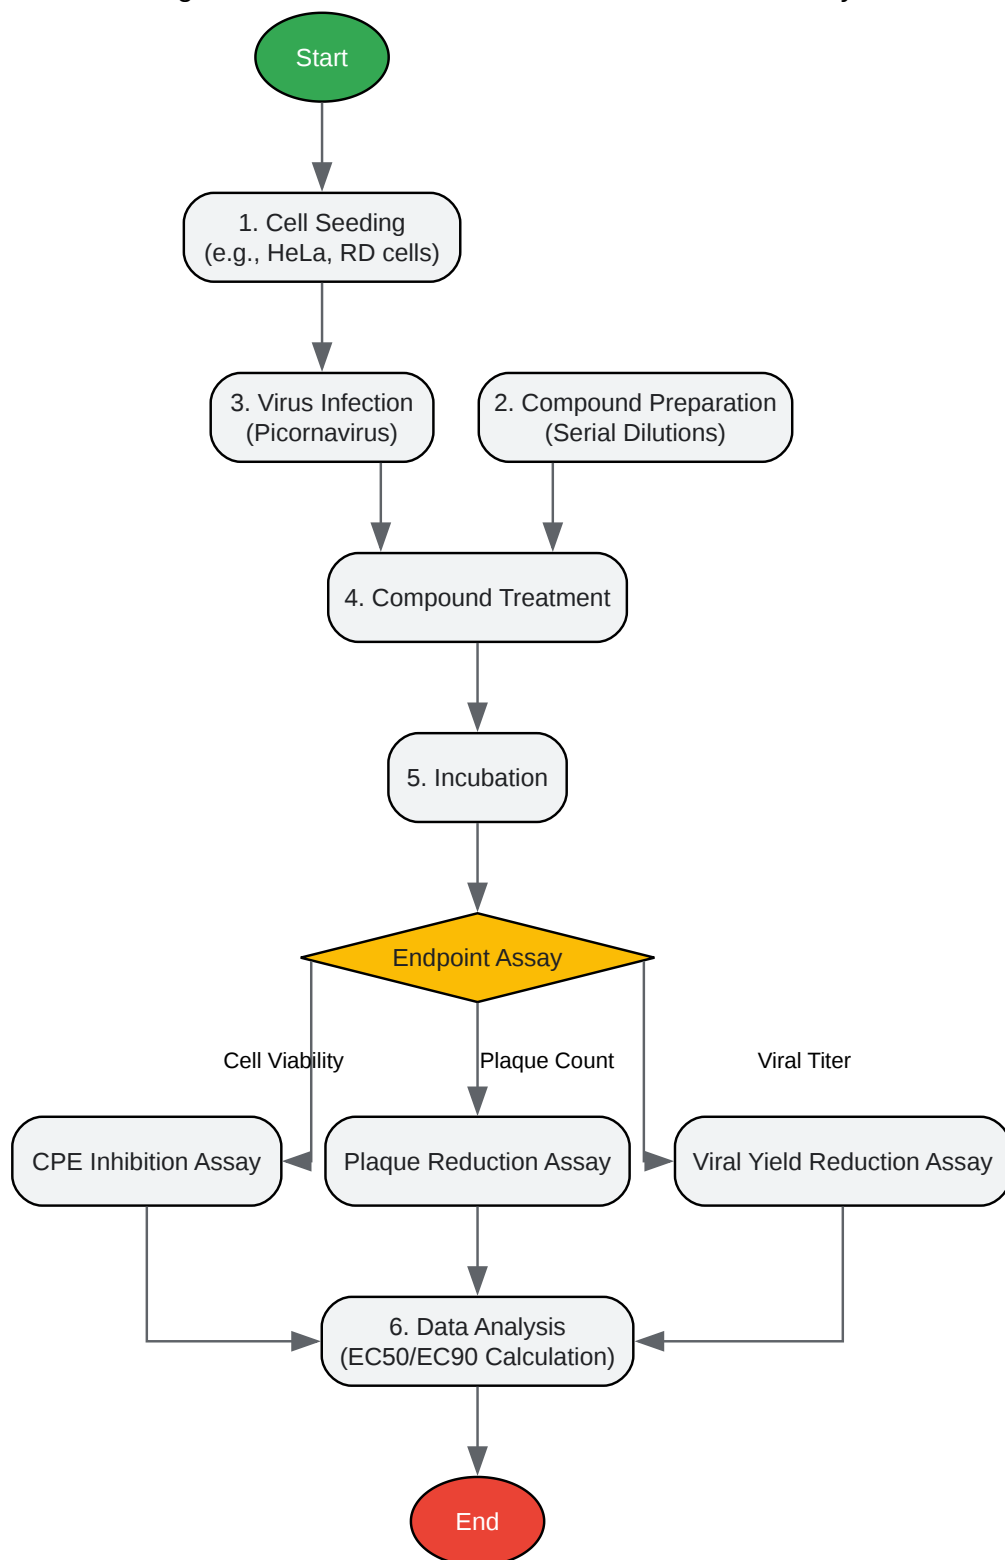 Start
1. Cell Seeding
(e.g., HeLa, RD cells)
3. Virus Infection
(Picornavirus)
2. Compound Preparation
(Serial Dilutions)
4. Compound Treatment
5. Incubation
Endpoint Assay
Cell Viability
Plaque Count
Viral Titer
CPE Inhibition Assay
Plaque Reduction Assay
Viral Yield Reduction Assay
6. Data Analysis
(EC50/EC90 Calculation)
End